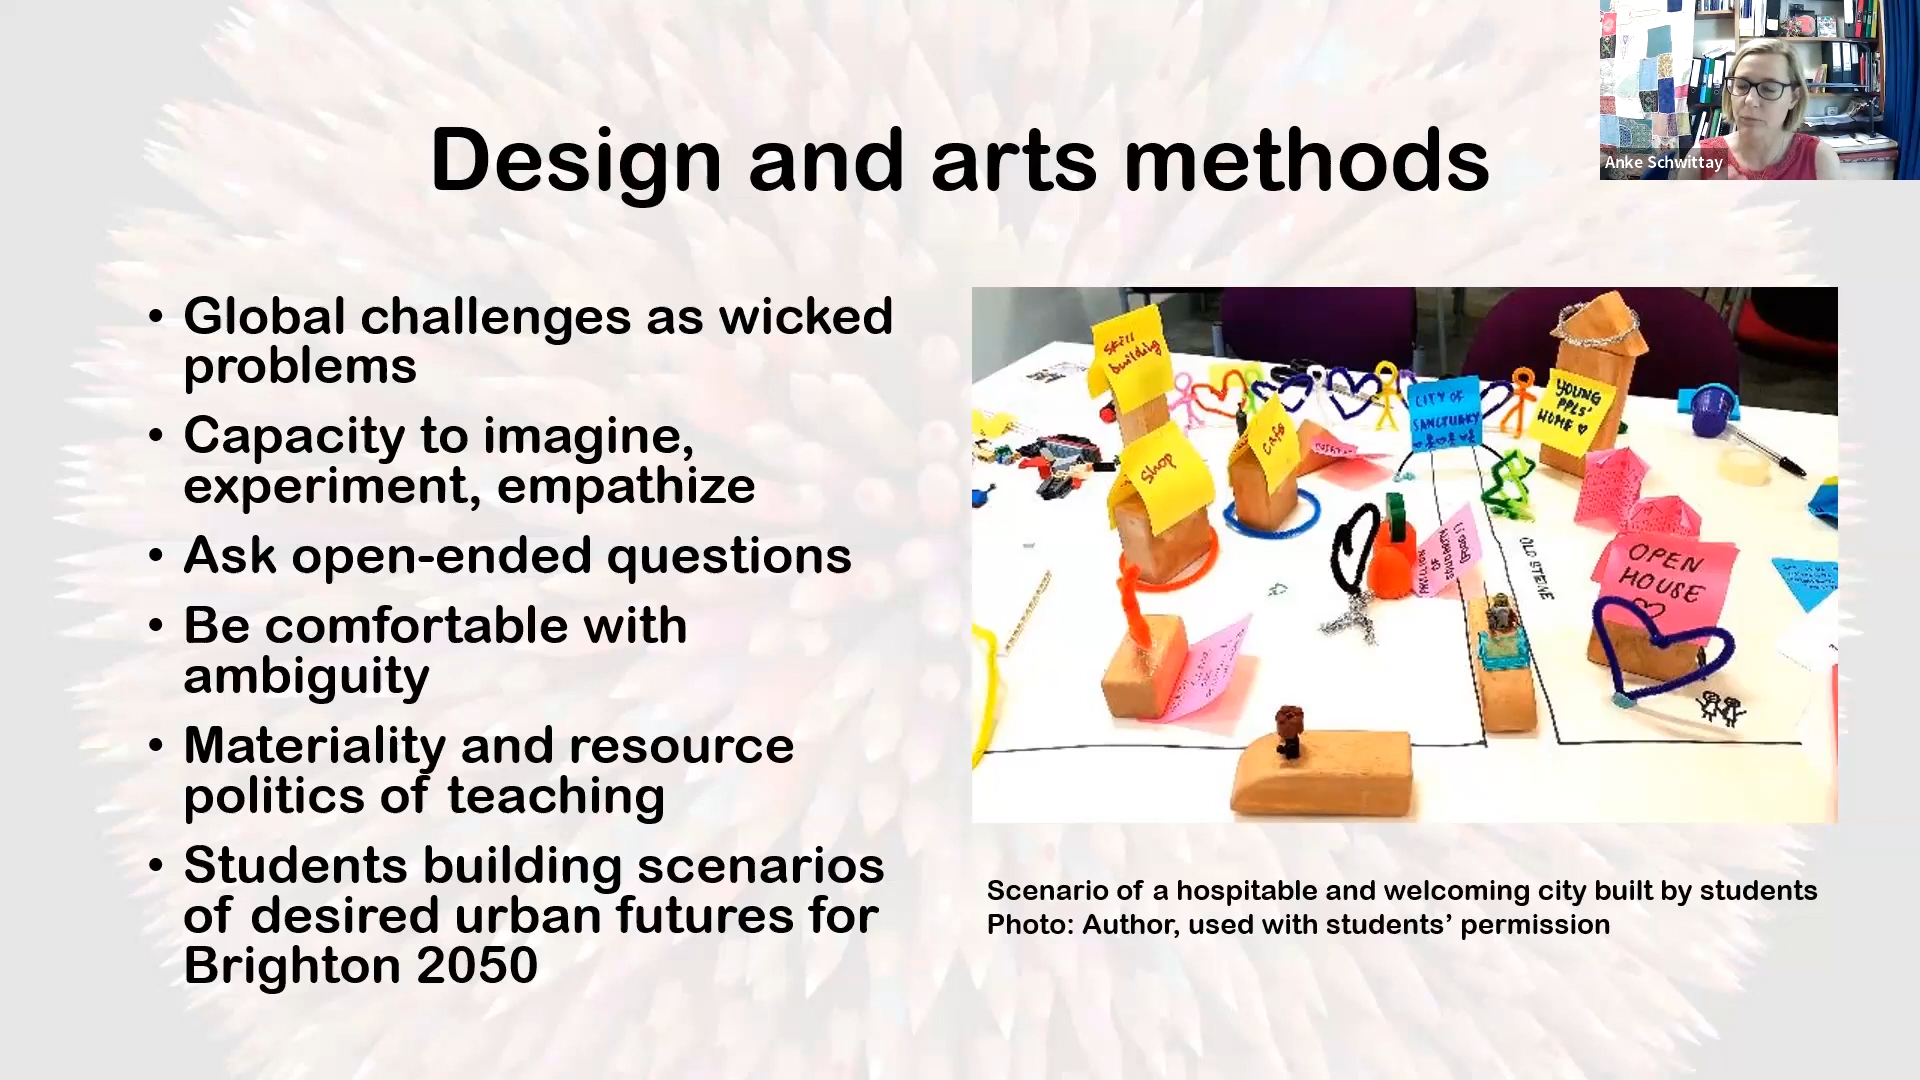 Design and arts methods
Anke Schwittay
• Global challenges as wicked
problems
• Capacity to imagine,
experiment, empathize
• Ask open-ended questions
• Be comfortable with
ambiguity
• Materiality and resource
politics of teaching
• Students building scenarios
of desired urban futures for
Brighton 2050
Skill
building
Shop
Café
CITY OF
SANCTUARY
YOUNG
PPLS'
HOME
OPEN
HOUSE
OLD STEINE
Scenario of a hospitable and welcoming city built by students
Photo: Author, used with students’ permission